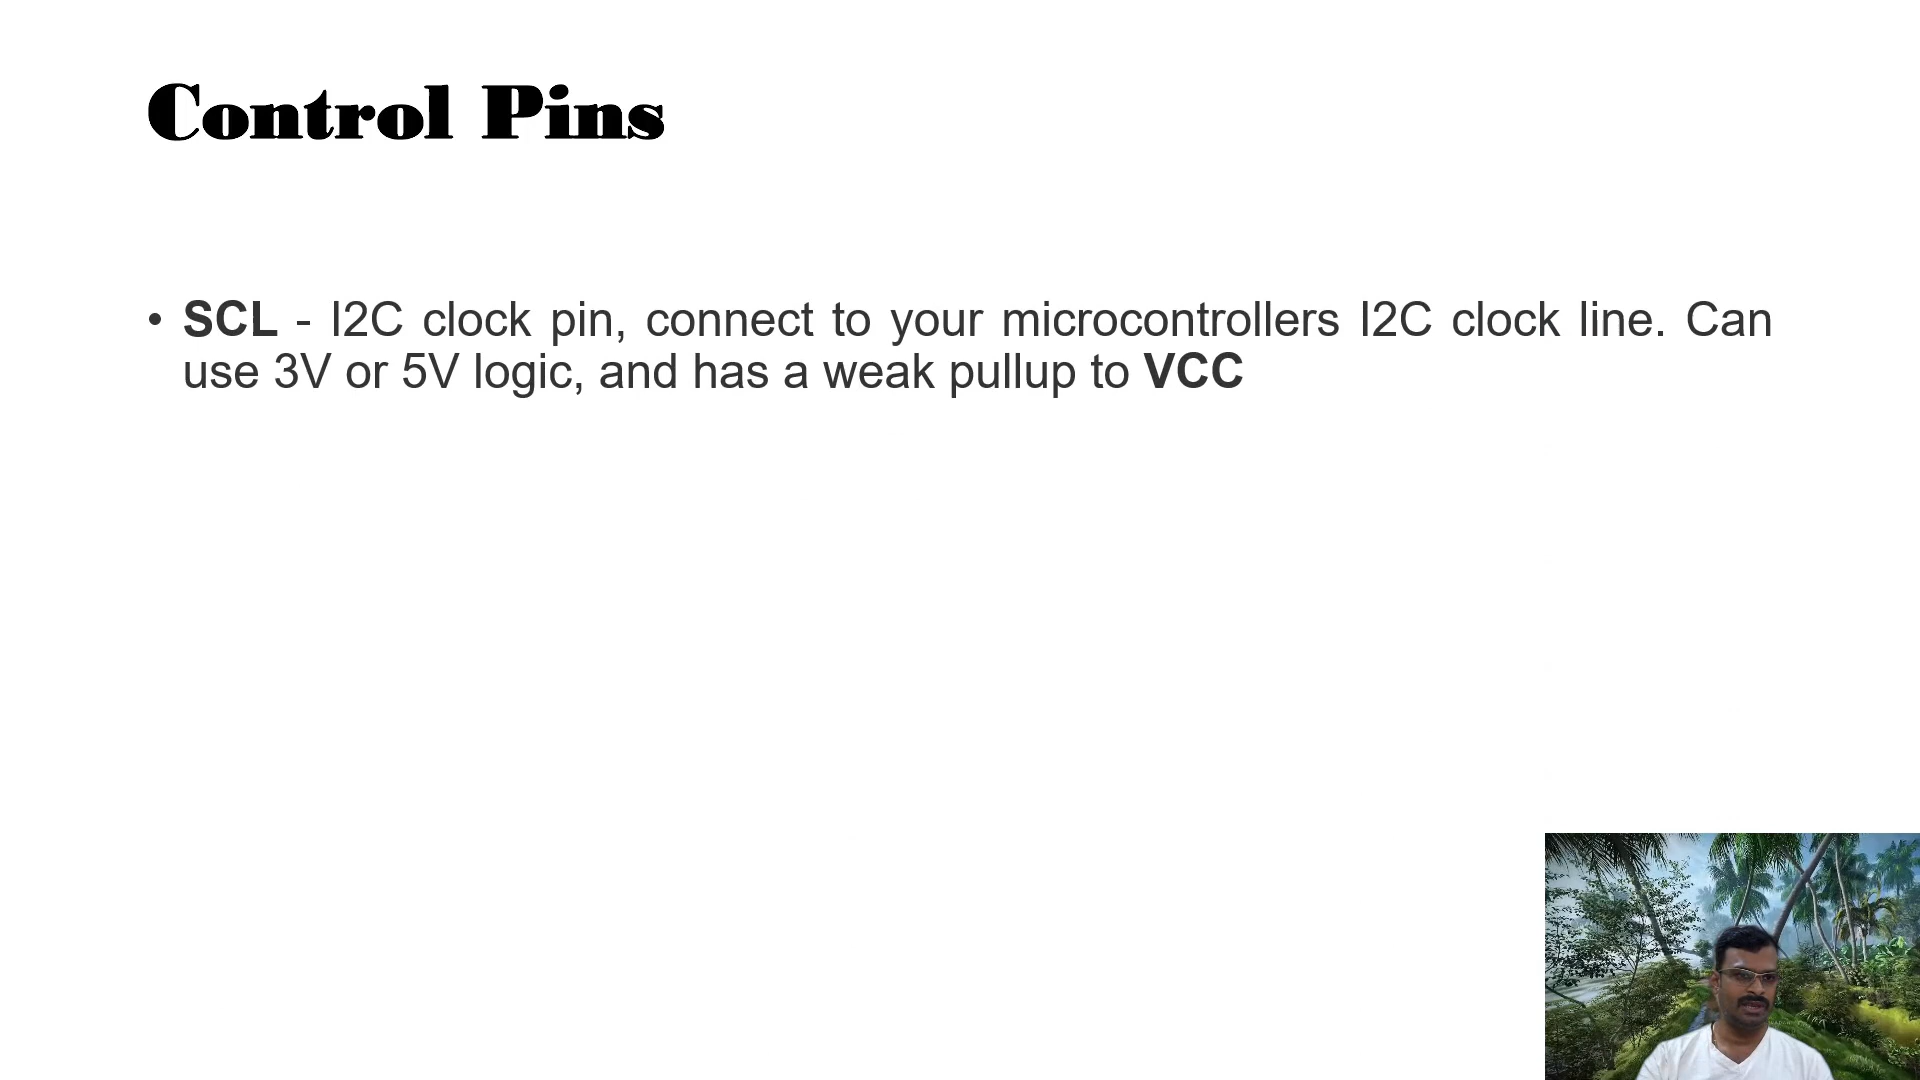 Control Pins
• SCL - I2C clock pin, connect to your microcontrollers I2C clock line. Can
use 3V or 5V logic, and has a weak pullup to VCC